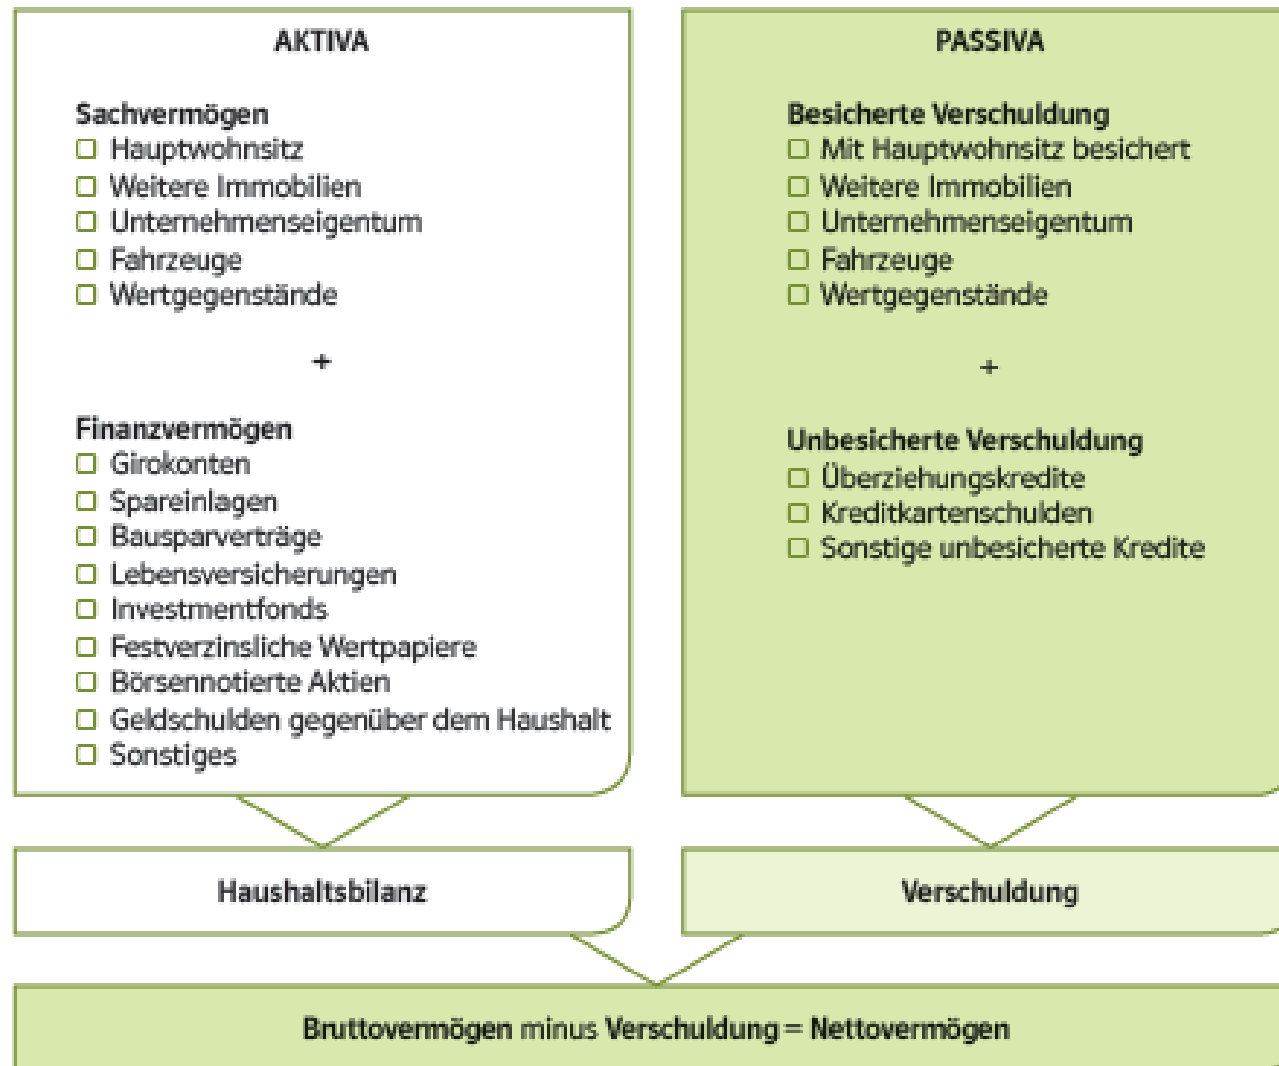 AKTIVA
Sachvermögen
Hauptwohnsitz
Weitere Immobilien
Unternehmenseigentum
Fahrzeuge
Wertgegenstände
+
Finanzvermögen
Girokonten
Spareinlagen
Bausparverträge
Lebensversicherungen
Investmentfonds
Festverzinsliche Wertpapiere
Börsennotierte Aktien
Geldschulden gegenüber dem Haushalt
Sonstiges
Haushaltsbilanz
PASSIVA
Besicherte Verschuldung
Mit Hauptwohnsitz besichert
Weitere Immobilien
Unternehmenseigentum
Fahrzeuge
Wertgegenstände
+
Unbesicherte Verschuldung
Überziehungskredite
Kreditkartenschulden
Sonstige unbesicherte Kredite
Verschuldung
Bruttovermögen minus Verschuldung = Nettovermögen